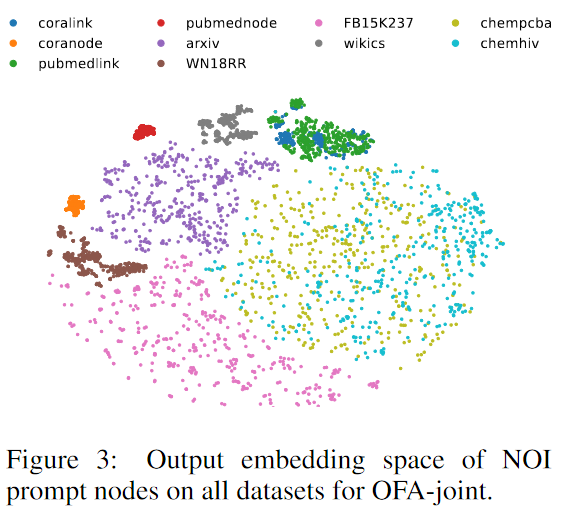 coralink pubmednode FB15K237 chempcba
coranode arxiv wikics chemhiv
pubmedlink WN18RR
Figure 3: Output embedding space of NOI
prompt nodes on all datasets for OFA-joint.